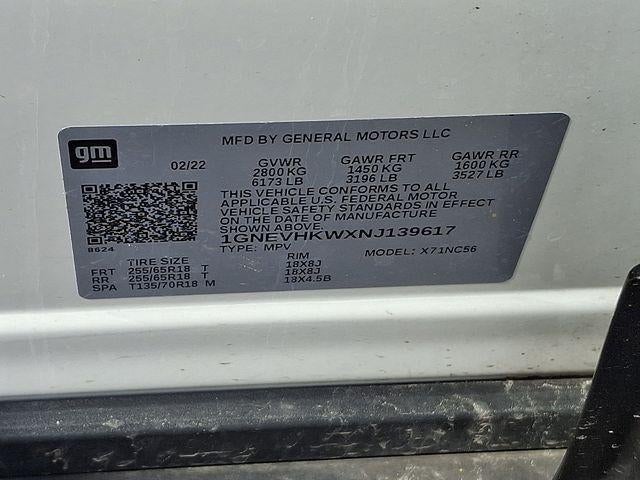 gm
MFD BY GENERAL MOTORS LLC
02/22 GVWR GAWR FRT GAWR RR
2800 KG 1450 KG 1600 KG
6173 LB 3196 LB 3527 LB
THIS VEHICLE CONFORMS TO ALL
APPLICABLE U.S. FEDERAL MOTOR
VEHICLE SAFETY STANDARDS IN EFFECT
ON THE DATE OF MANUFACTURE
SHOWN ABOVE.
1GNEVHKWXNJ139617
8624 TYPE: MPV MODEL: X71NC56
TIRE SIZE RIM
FRT 255/65R18 T 18X8J
RR 255/65R18 T 18X8J
SPA T135/70R18 M 18X4.5B